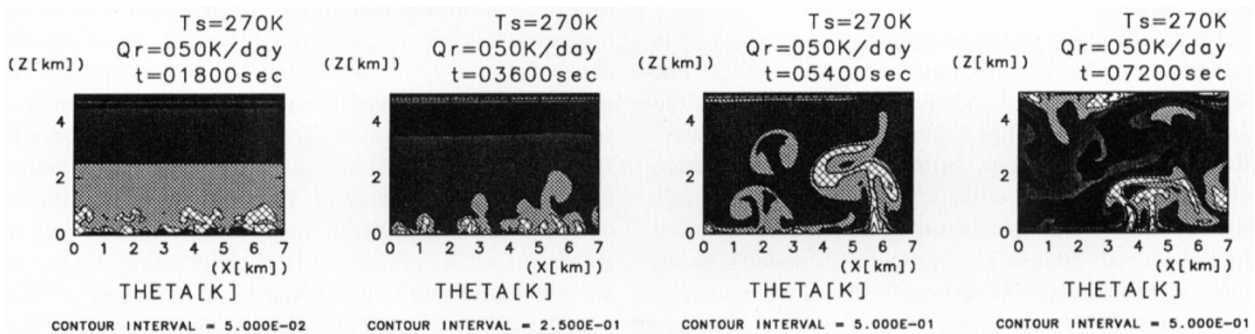 Ts=270K
Qr=050K/day
(Z[km]) t=01800sec
4
2
0
0 1 2 3 4 5 6 7
(X[km])
THETA[K]
CONTOUR INTERVAL = 5.000E-02
Ts=270K
Qr=050K/day
(Z[km]) t=03600sec
4
2
0
0 1 2 3 4 5 6 7
(X[km])
THETA[K]
CONTOUR INTERVAL = 2.500E-01
Ts=270K
Qr=050K/day
(Z[km]) t=05400sec
4
2
0
0 1 2 3 4 5 6 7
(X[km])
THETA[K]
CONTOUR INTERVAL = 5.000E-01
Ts=270K
Qr=050K/day
(Z[km]) t=07200sec
4
2
0
0 1 2 3 4 5 6 7
(X[km])
THETA[K]
CONTOUR INTERVAL = 5.000E-01